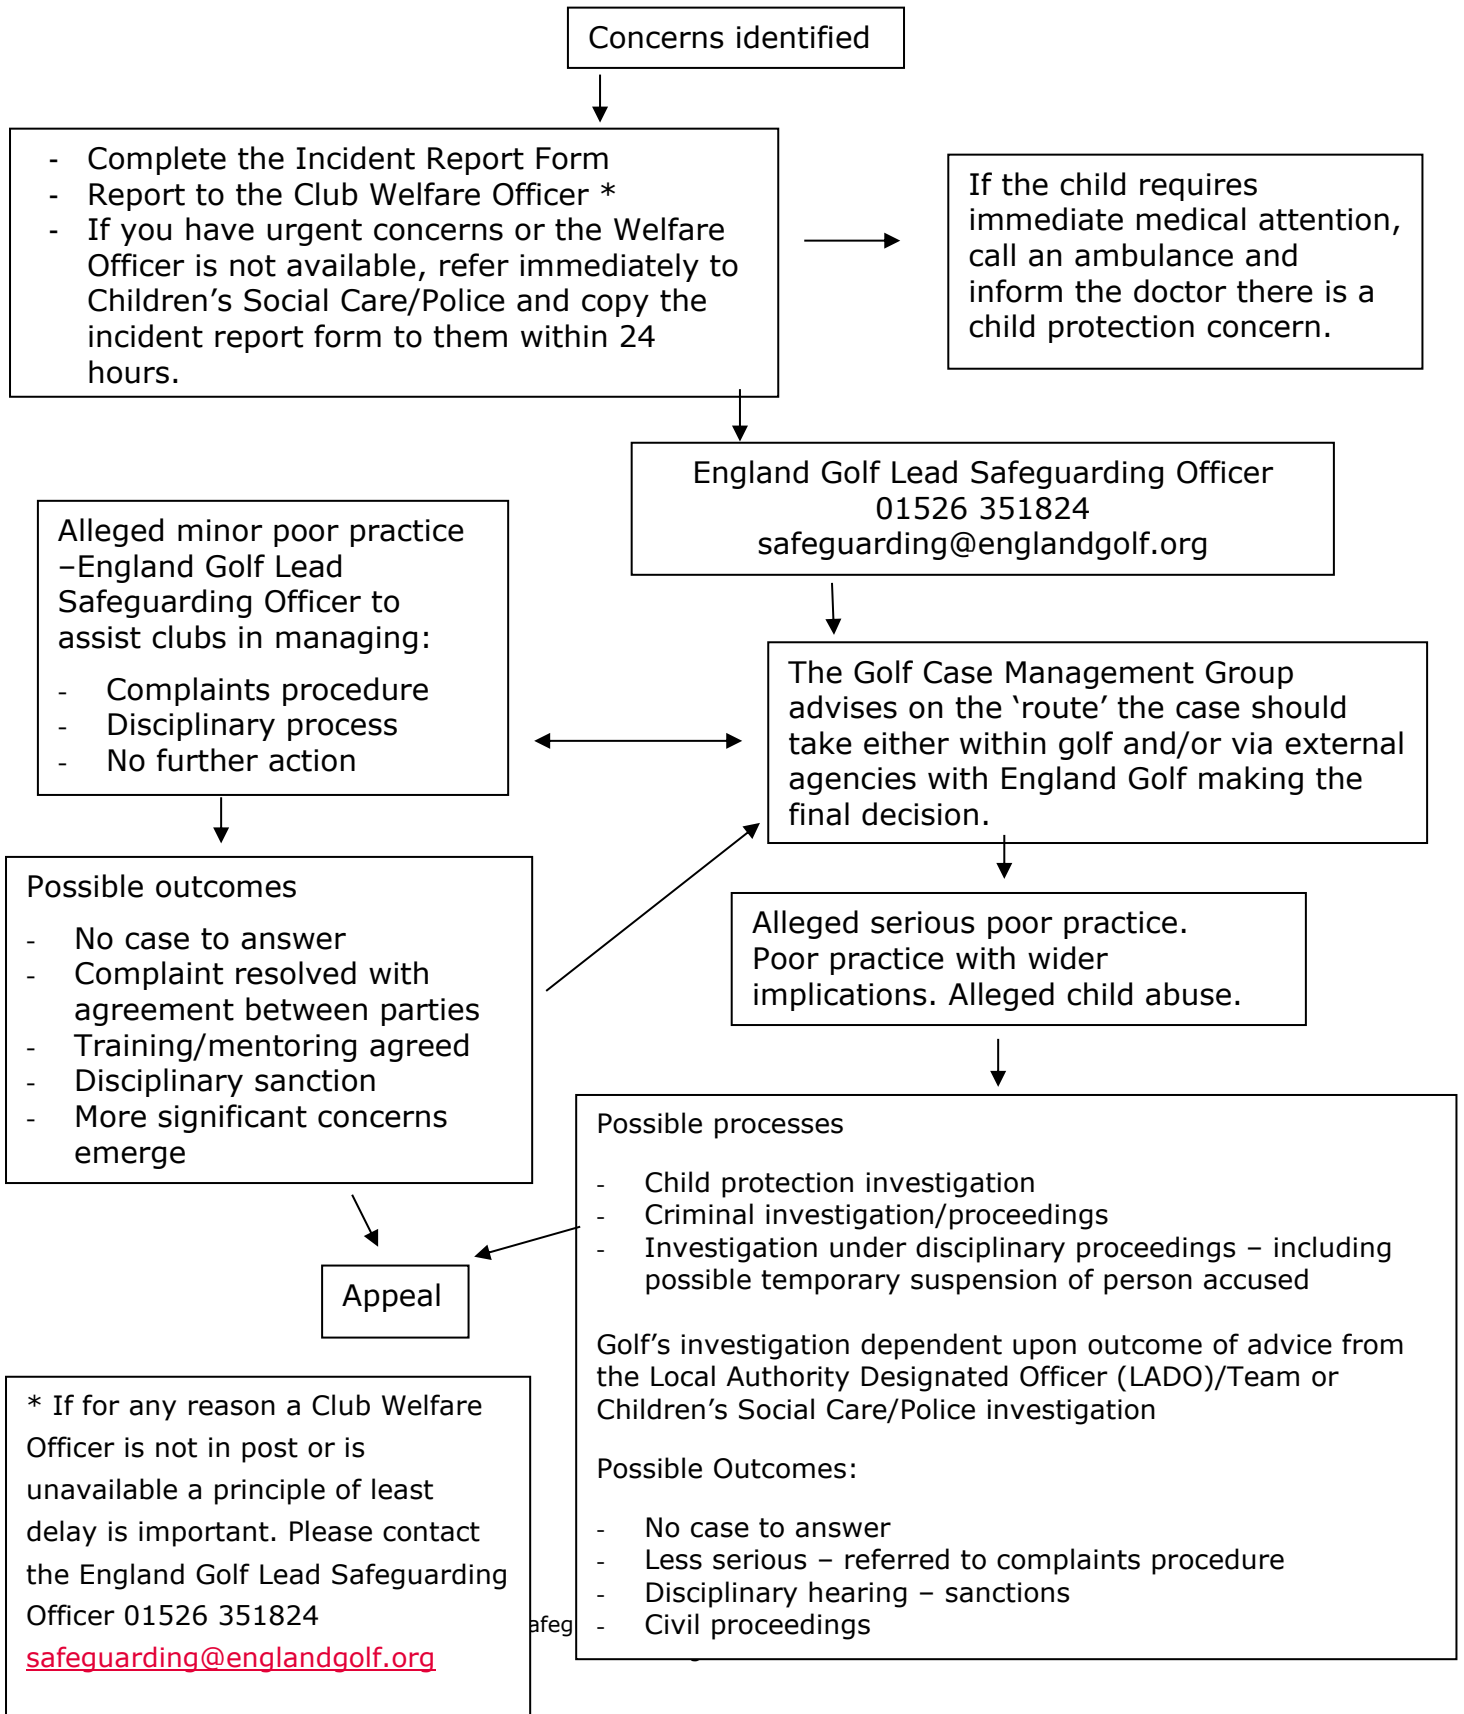 Concerns identified
- Complete the Incident Report Form
- Report to the Club Welfare Officer *
- If you have urgent concerns or the Welfare
Officer is not available, refer immediately to
Children’s Social Care/Police and copy the
incident report form to them within 24
hours.
If the child requires
immediate medical attention,
call an ambulance and
inform the doctor there is a
child protection concern.
England Golf Lead Safeguarding Officer
01526 351824
safeguarding@englandgolf.org
Alleged minor poor practice
–England Golf Lead
Safeguarding Officer to
assist clubs in managing:
- Complaints procedure
- Disciplinary process
- No further action
The Golf Case Management Group
advises on the ‘route’ the case should
take either within golf and/or via external
agencies with England Golf making the
final decision.
Possible outcomes
- No case to answer
- Complaint resolved with
agreement between parties
- Training/mentoring agreed
- Disciplinary sanction
- More significant concerns
emerge
Alleged serious poor practice.
Poor practice with wider
implications. Alleged child abuse.
Possible processes
- Child protection investigation
- Criminal investigation/proceedings
- Investigation under disciplinary proceedings – including
possible temporary suspension of person accused
Golf’s investigation dependent upon outcome of advice from
the Local Authority Designated Officer (LADO)/Team or
Children’s Social Care/Police investigation
Possible Outcomes:
- No case to answer
- Less serious – referred to complaints procedure
- Disciplinary hearing – sanctions
- Civil proceedings
Appeal
* If for any reason a Club Welfare
Officer is not in post or is
unavailable a principle of least
delay is important. Please contact
the England Golf Lead Safeguarding
Officer 01526 351824
safeguarding@englandgolf.org
afeg